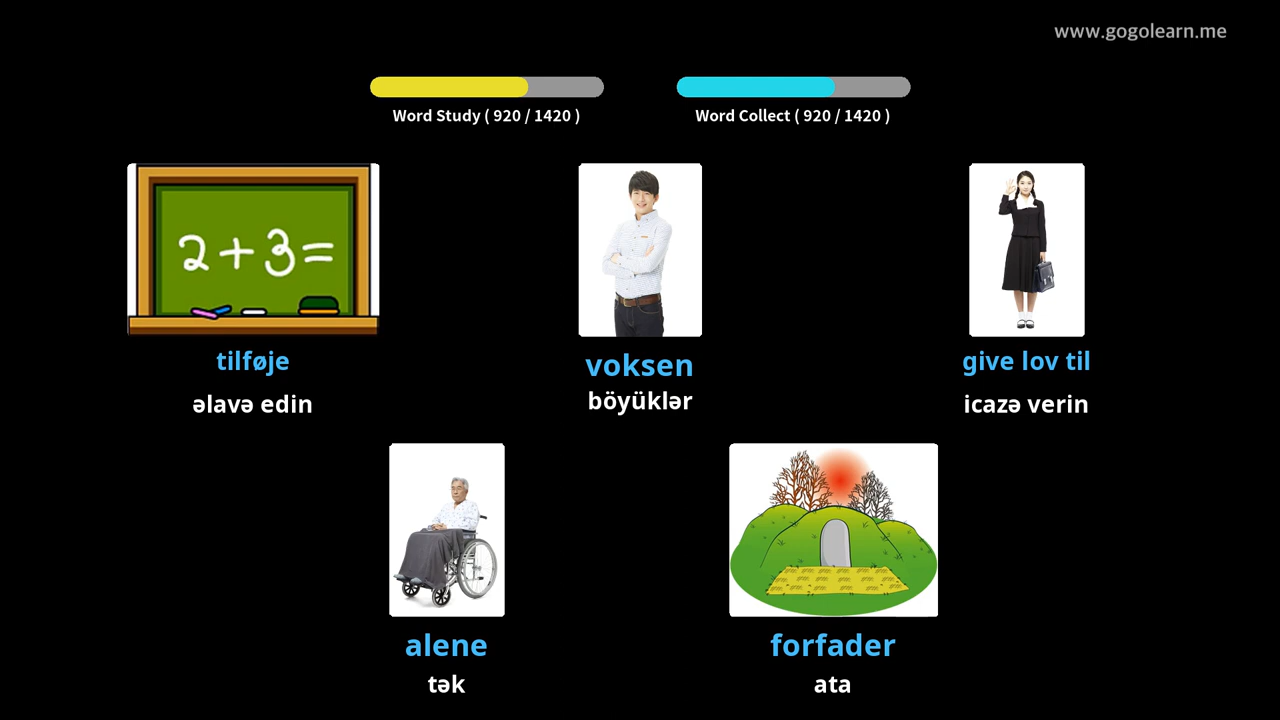 www.gogolearn.me
Word Study ( 920 / 1420 )
Word Collect ( 920 / 1420 )
2+3=
tilføje
əlavə edin
voksen
böyüklər
give lov til
icazə verin
alene
tək
forfader
ata